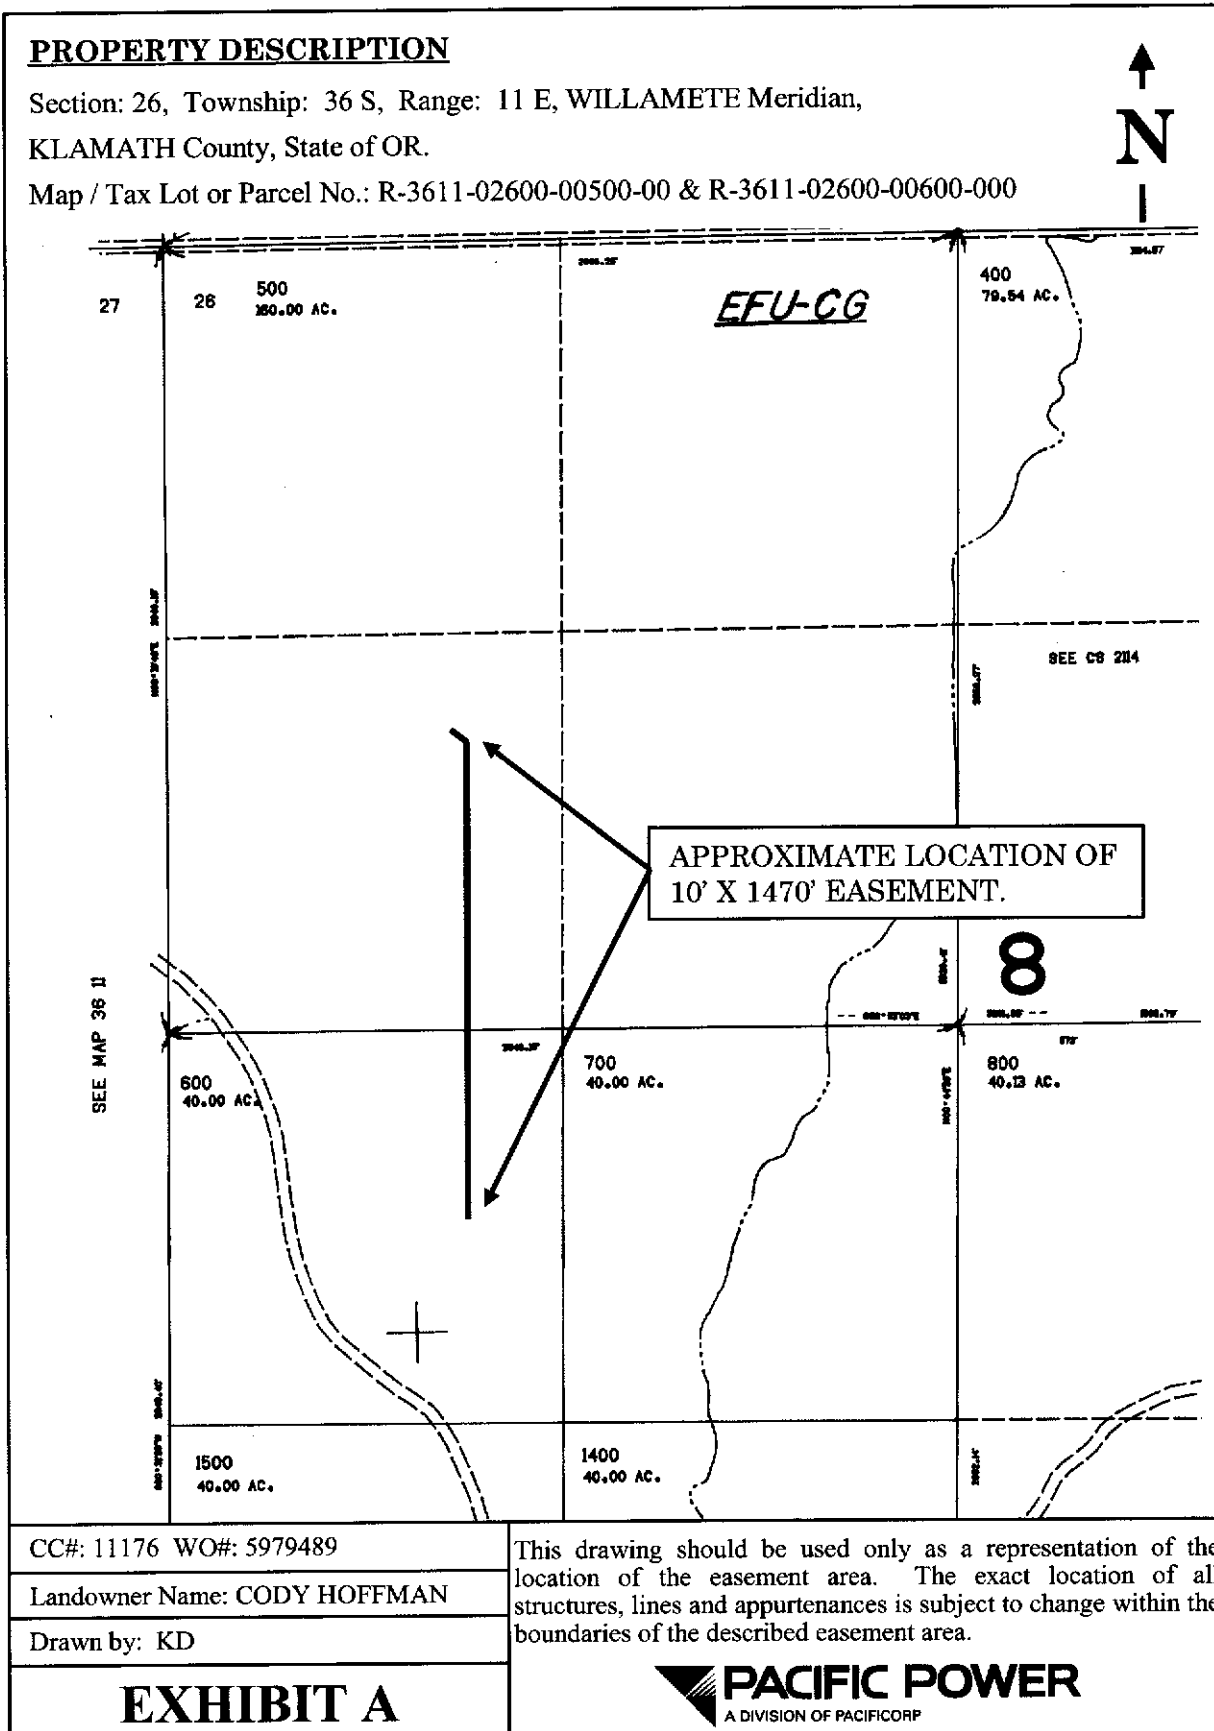 PROPERTY DESCRIPTION
Section: 26, Township: 36 S, Range: 11 E, WILLAMETE Meridian,
KLAMATH County, State of OR.
Map / Tax Lot or Parcel No.: R-3611-02600-00500-00 & R-3611-02600-00600-000
N
27
26
500
160.00 AC.
EFU-CG
400
79.54 AC.
SEE CS 2114
APPROXIMATE LOCATION OF
10' X 1470' EASEMENT.
8
SEE MAP 36 11
600
40.00 AC.
700
40.00 AC.
800
40.13 AC.
1500
40.00 AC.
1400
40.00 AC.
CC#: 11176 WO#: 5979489
Landowner Name: CODY HOFFMAN
Drawn by: KD
EXHIBIT A
This drawing should be used only as a representation of the
location of the easement area. The exact location of al
structures, lines and appurtenances is subject to change within the
boundaries of the described easement area.
PACIFIC POWER
A DIVISION OF PACIFICORP